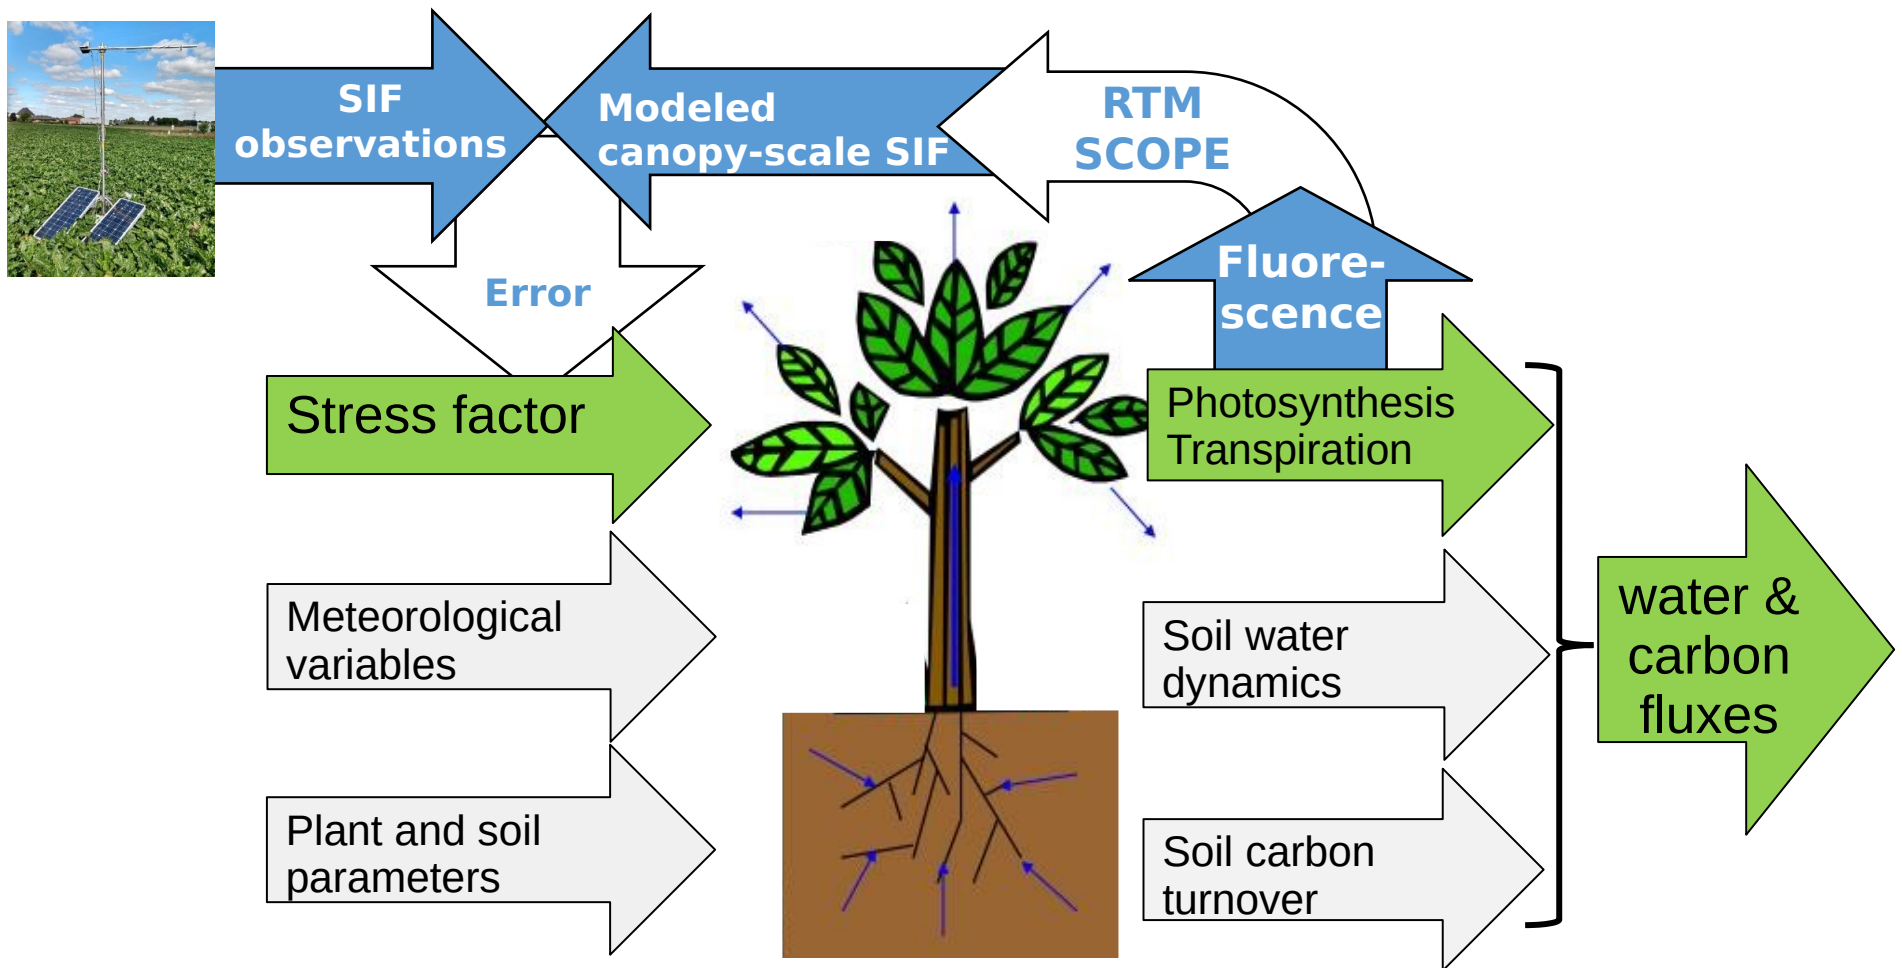 SIF
observations
Modeled
canopy-scale SIF
RTM
SCOPE
Error
Fluore-
scence
Stress factor
Photosynthesis
Transpiration
Meteorological
variables
Soil water
dynamics
water &
carbon
fluxes
Plant and soil
parameters
Soil carbon
turnover